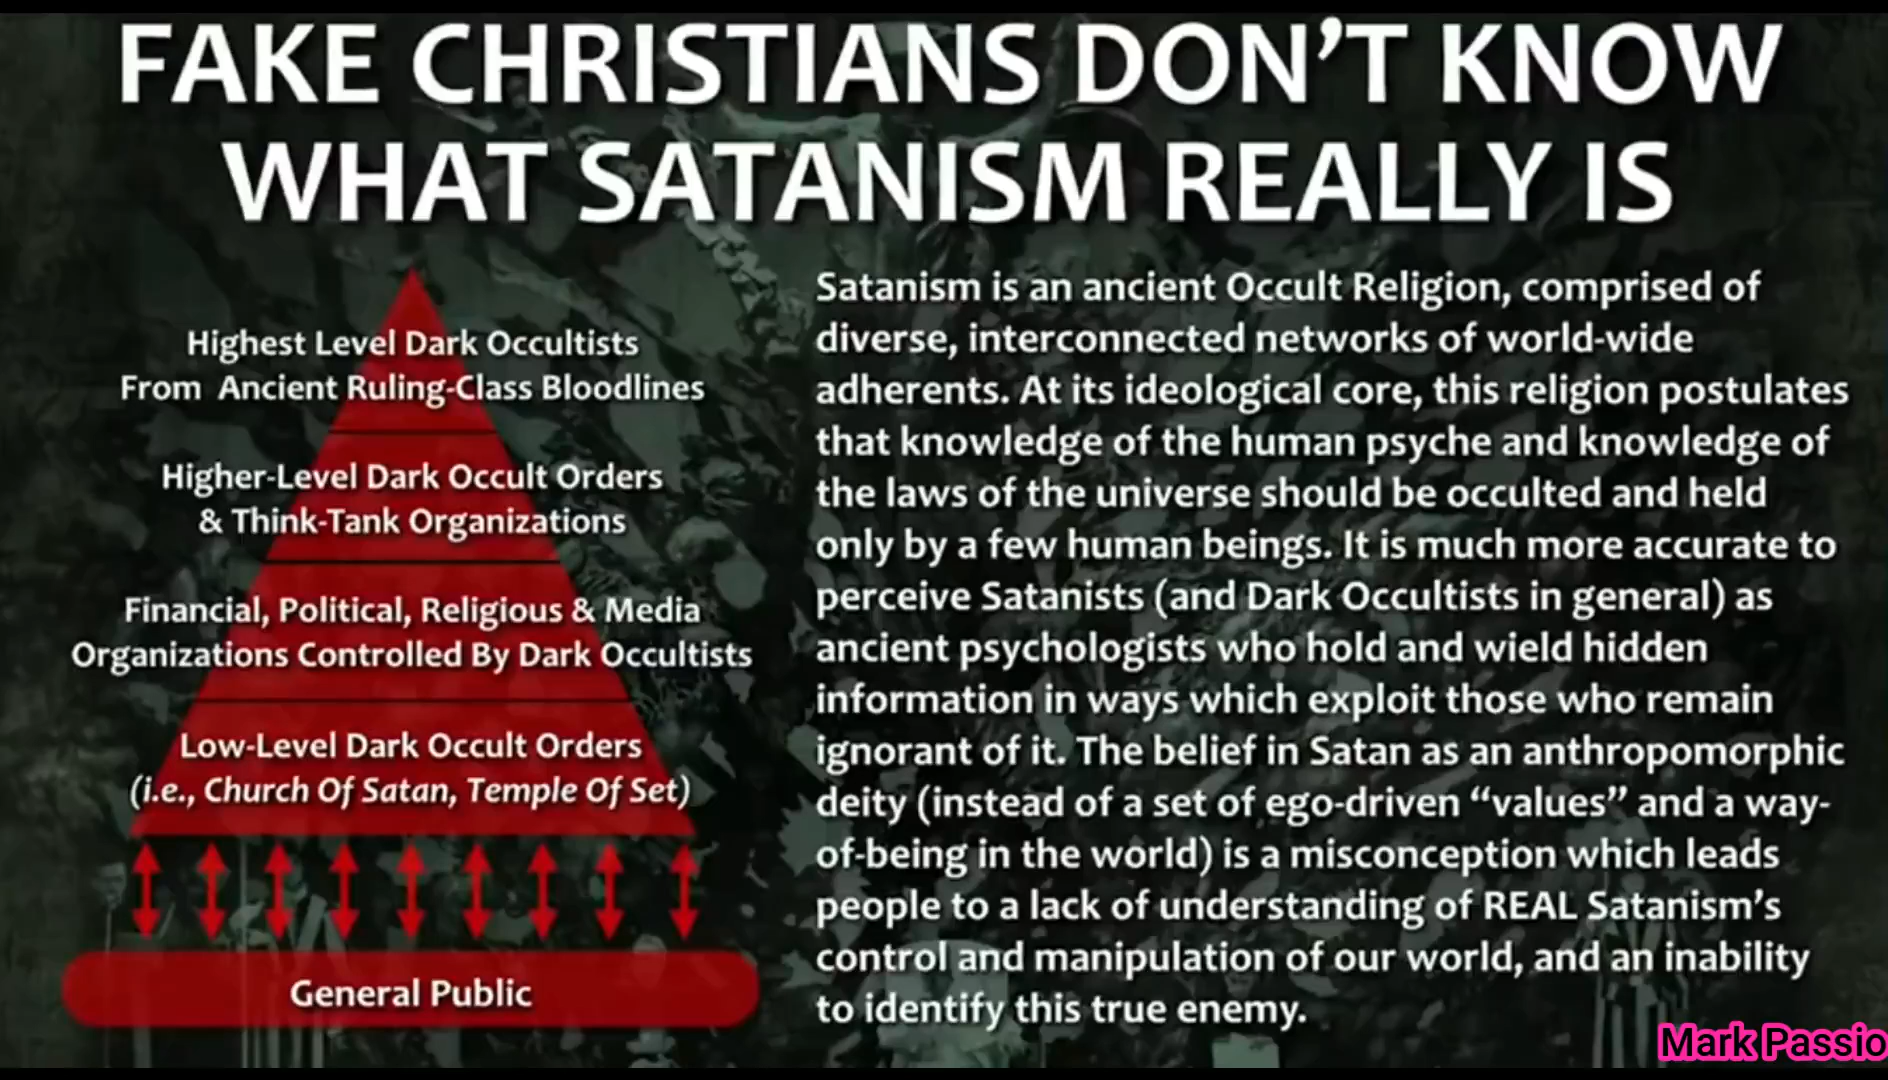 FAKE CHRISTIANS DON'T KNOW
WHAT SATANISM REALLY IS
Highest Level Dark Occultists
From Ancient Ruling-Class Bloodlines
Higher-Level Dark Occult Orders
& Think-Tank Organizations
Financial, Political, Religious & Media
Organizations Controlled By Dark Occultists
Low-Level Dark Occult Orders
(i.e., Church Of Satan, Temple Of Set)
General Public
Satanism is an ancient Occult Religion, comprised of
diverse, interconnected networks of world-wide
adherents. At its ideological core, this religion postulates
that knowledge of the human psyche and knowledge of
the laws of the universe should be occulted and held
only by a few human beings. It is much more accurate to
perceive Satanists (and Dark Occultists in general) as
ancient psychologists who hold and wield hidden
information in ways which exploit those who remain
ignorant of it. The belief in Satan as an anthropomorphic
deity (instead of a set of ego-driven “values” and a way-
of-being in the world) is a misconception which leads
people to a lack of understanding of REAL Satanism's
control and manipulation of our world, and an inability
to identify this true enemy.
Mark Passio